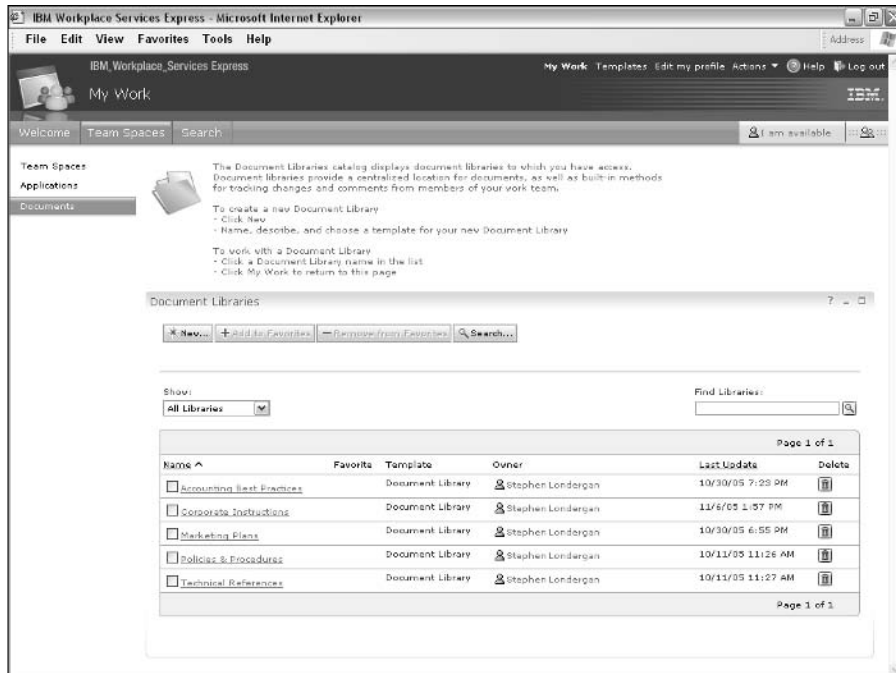 IBM Workplace Services Express - Microsoft Internet Explorer
File Edit View Favorites Tools Help Address
IBM_Workplace_Services Express My Work Templates Edit my profile Actions Help Log out
My Work IBM.
Welcome Team Spaces Search I am available
Team Spaces
Applications
Documents
The Document Libraries catalog displays document libraries to which you have access.
Document libraries provide a centralized location for documents, as well as built-in methods
for tracking changes and comments from members of your work team.
To create a new Document Library
- Click New
- Name, describe, and choose a template for your new Document Library
To work with a Document Library
- Click a Document Library name in the list
- Click My Work to return to this page
Document Libraries ?
New... Add to Favorites Remove from Favorites Search...
Show: Find Libraries:
All Libraries
Page 1 of 1
Name Favorite Template Owner Last Update Delete
Accounting Best Practices Document Library Stephen Londergan 10/30/05 7:23 PM
Corporate Instructions Document Library Stephen Londergan 11/6/05 1:57 PM
Marketing Plans Document Library Stephen Londergan 10/30/05 6:55 PM
Policies & Procedures Document Library Stephen Londergan 10/11/05 11:26 AM
Technical References Document Library Stephen Londergan 10/11/05 11:27 AM
Page 1 of 1